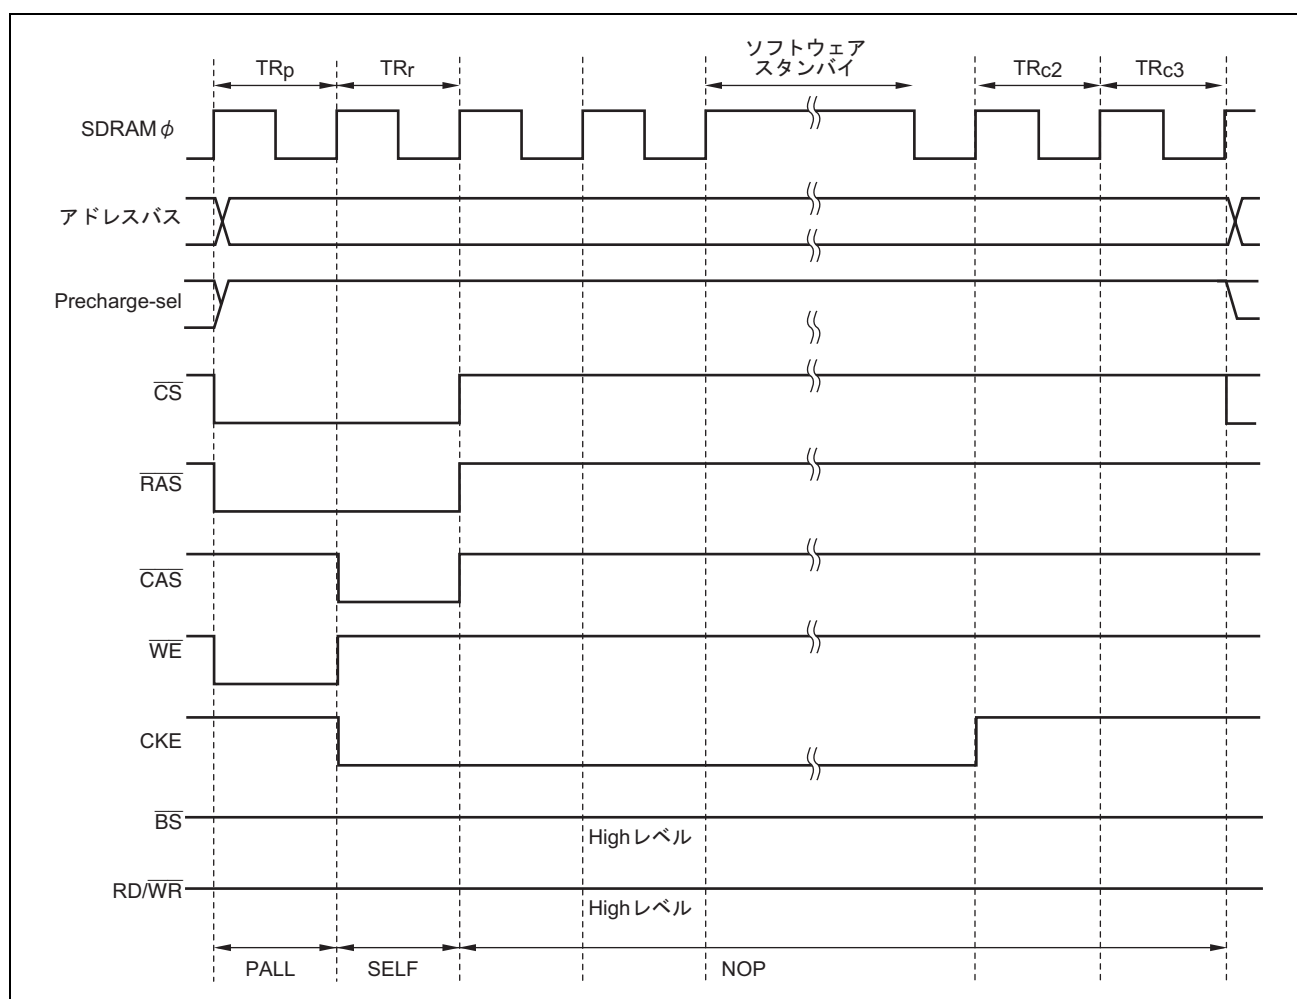 ソフトウェア
スタンバイ
TRp
TRr
TRc2
TRc3
SDRAMφ
アドレスバス
Precharge-sel
CS
RAS
CAS
WE
CKE
BS
Highレベル
RD/WR
Highレベル
PALL
SELF
NOP